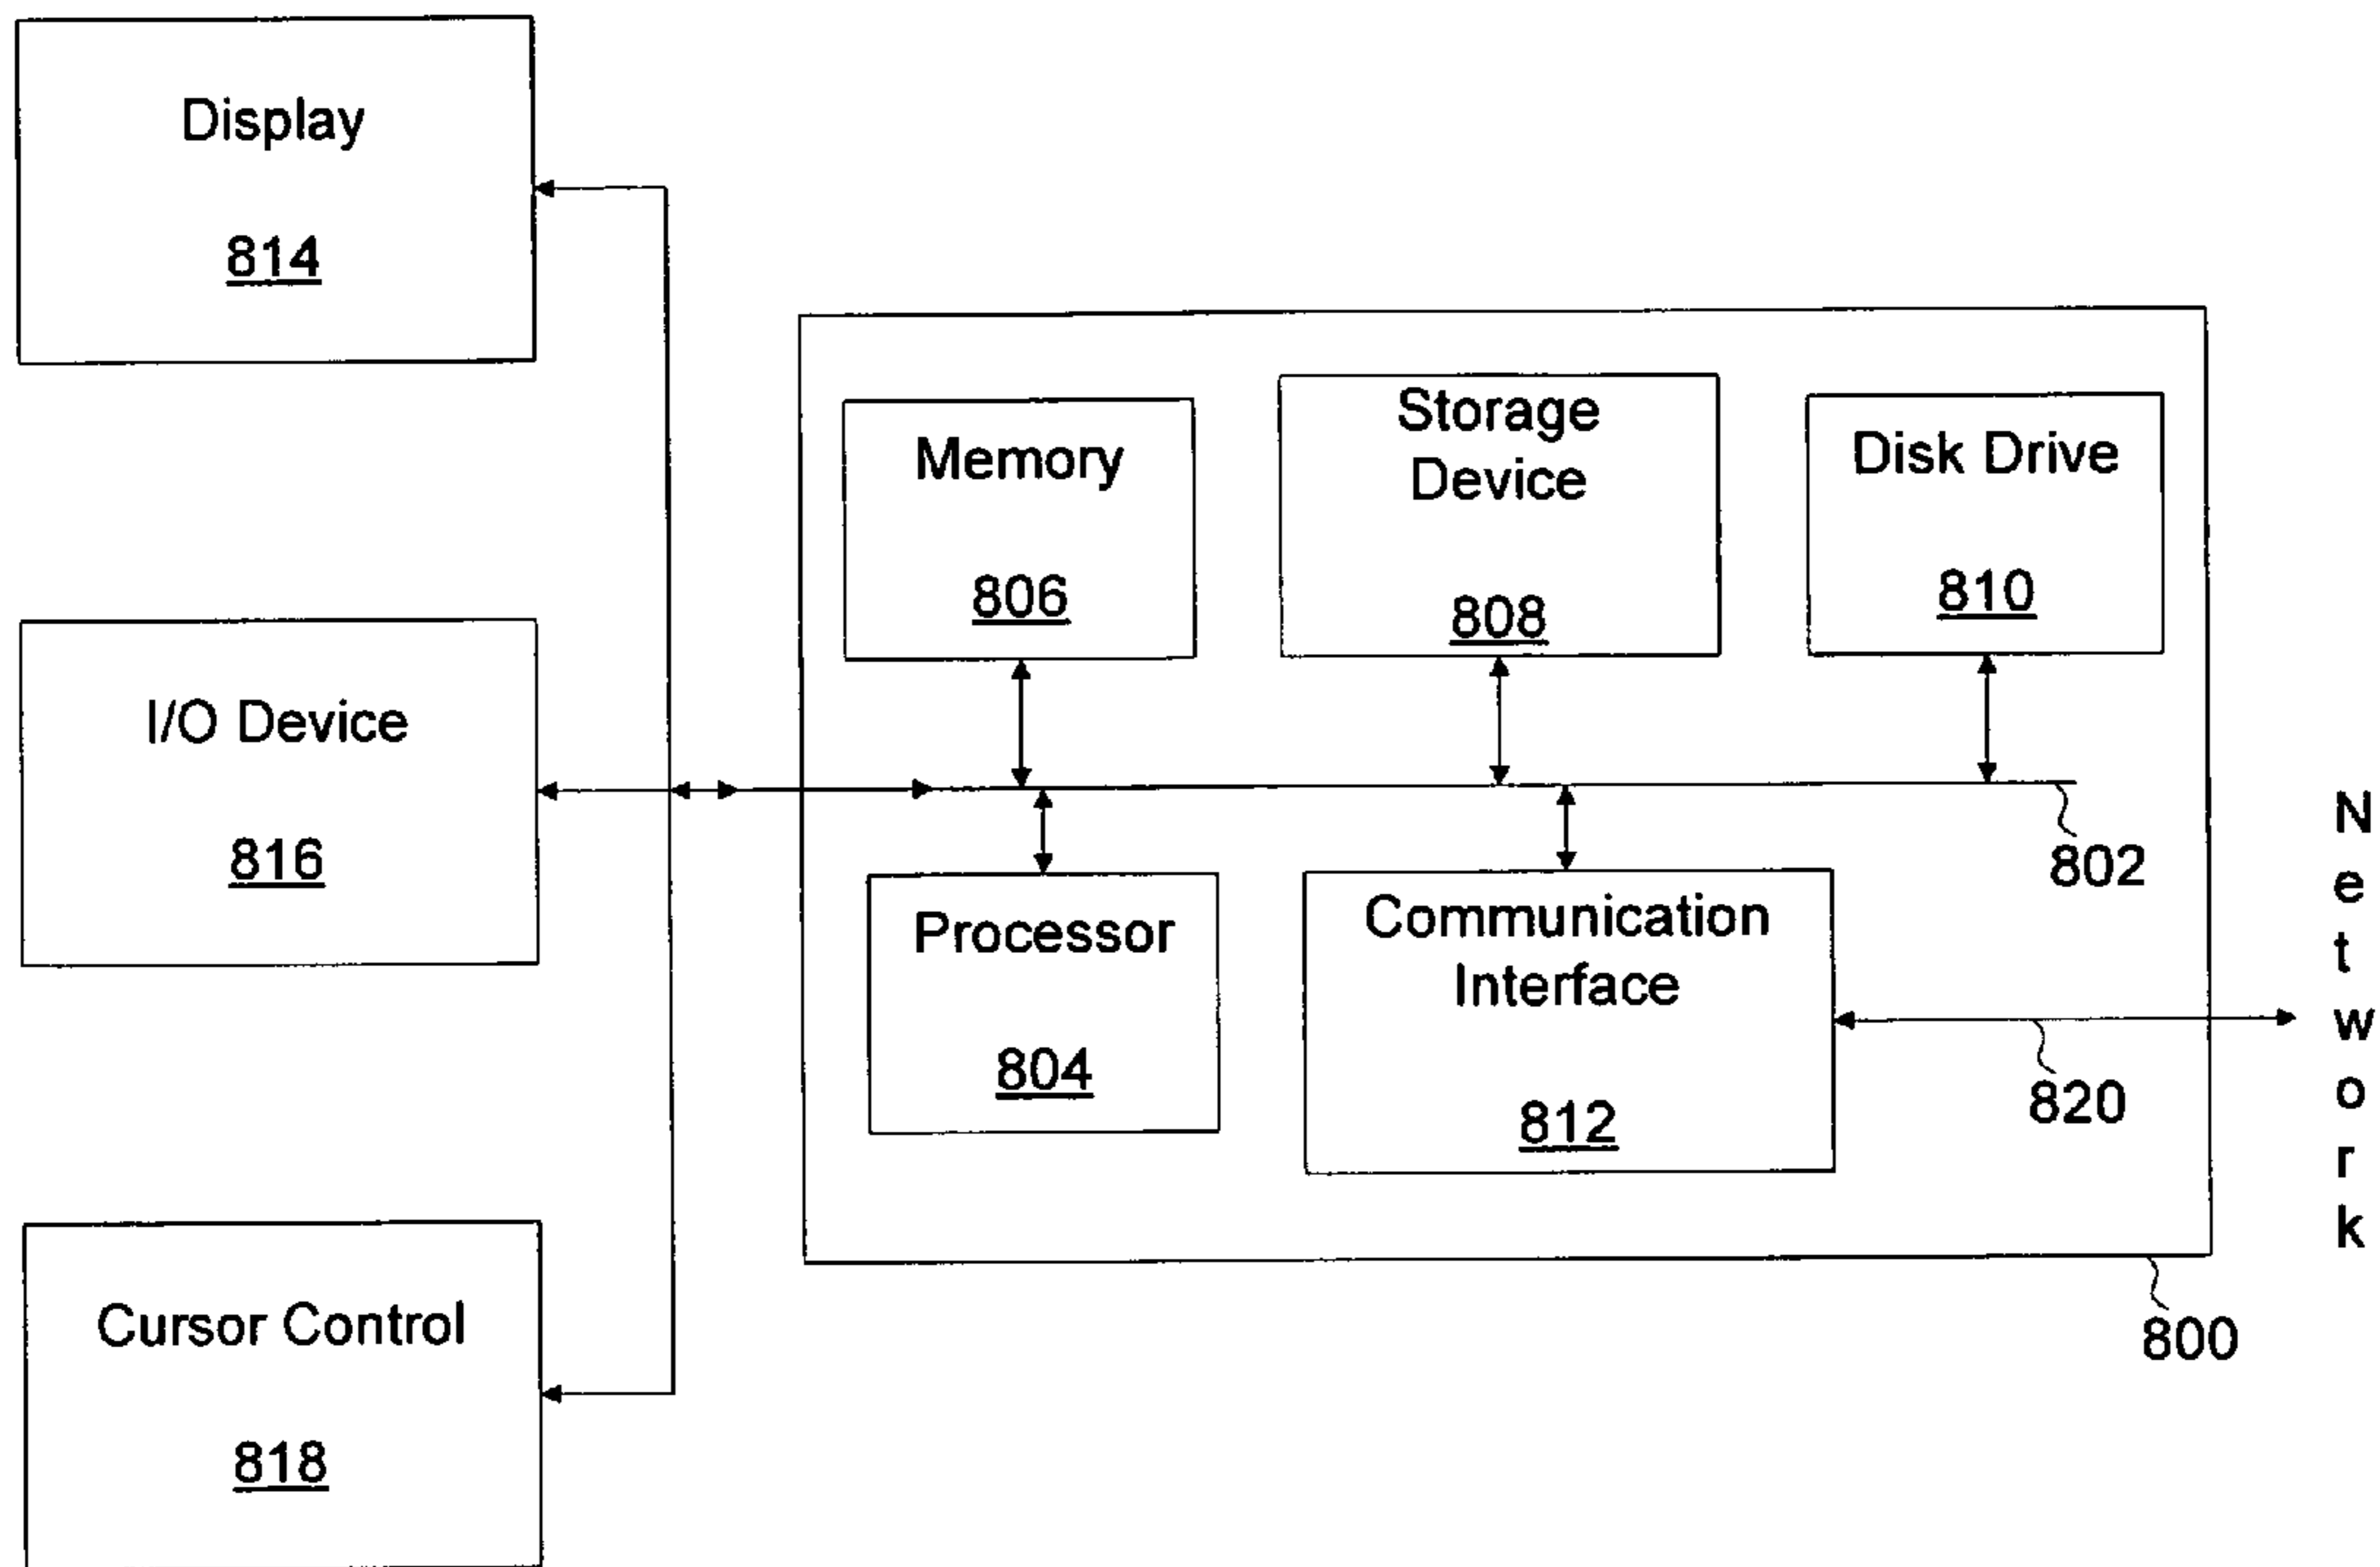 Display
814
I/O Device
816
Cursor Control
818
Memory
806
Storage
Device
808
Disk Drive
810
802
Processor
804
Communication
Interface
812
820
800
N
e
t
w
o
r
k